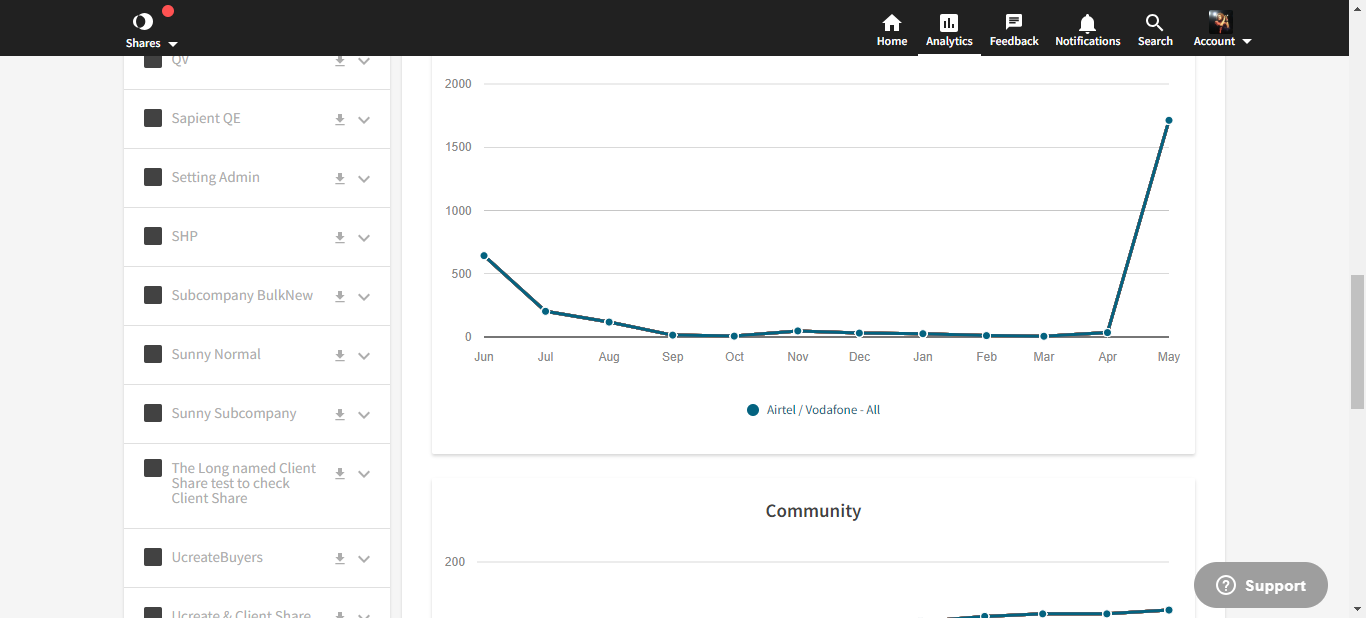 Shares
Home
Analytics
Feedback
Notifications
Search
Account
QV
Sapient QE
Setting Admin
SHP
Subcompany BulkNew
Sunny Normal
Sunny Subcompany
The Long named Client
Share test to check
Client Share
UcreateBuyers
Ucreate & Client Share
2000
1500
1000
500
0
Jun Jul Aug Sep Oct Nov Dec Jan Feb Mar Apr May
Airtel / Vodafone - All
Community
200
Support